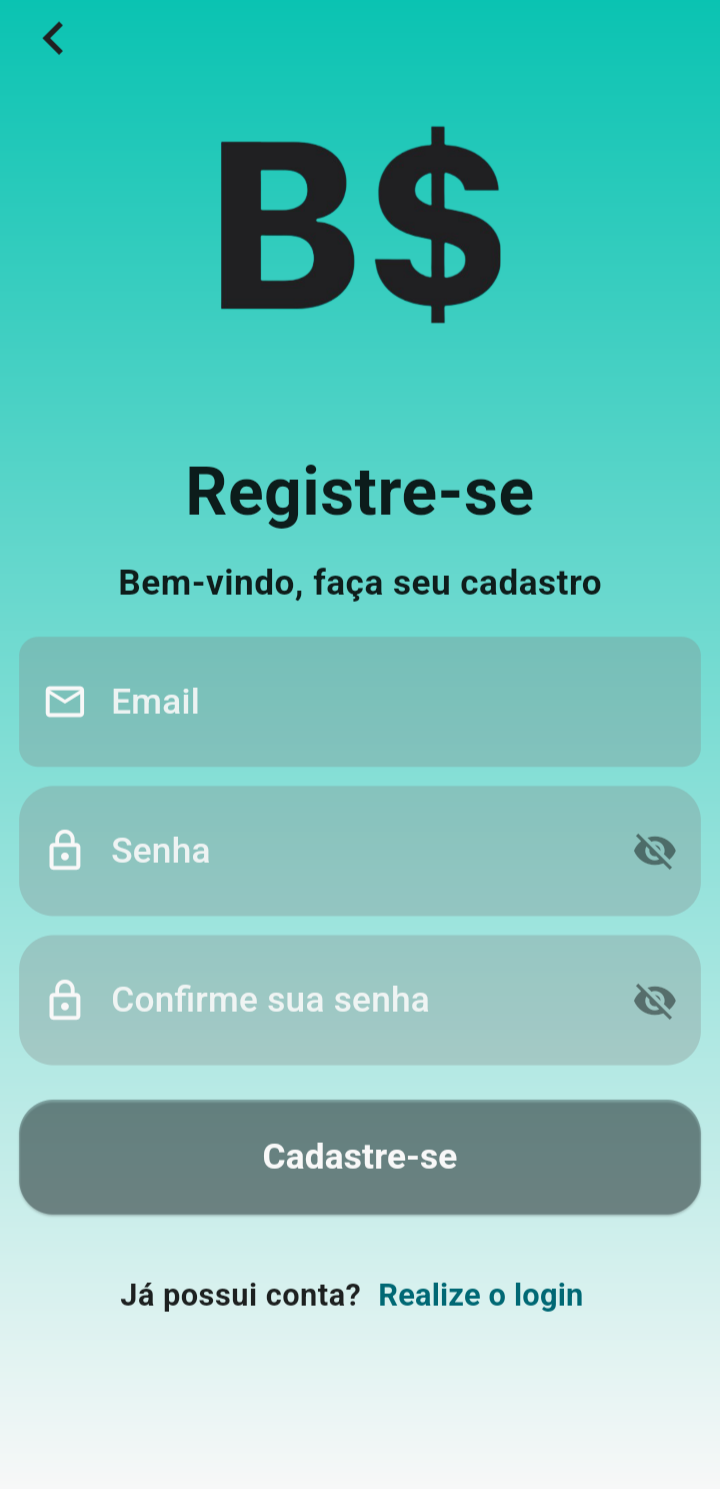 B$
Registre-se
Bem-vindo, faça seu cadastro
Email
Senha
Confirme sua senha
Cadastre-se
Já possui conta? Realize o login